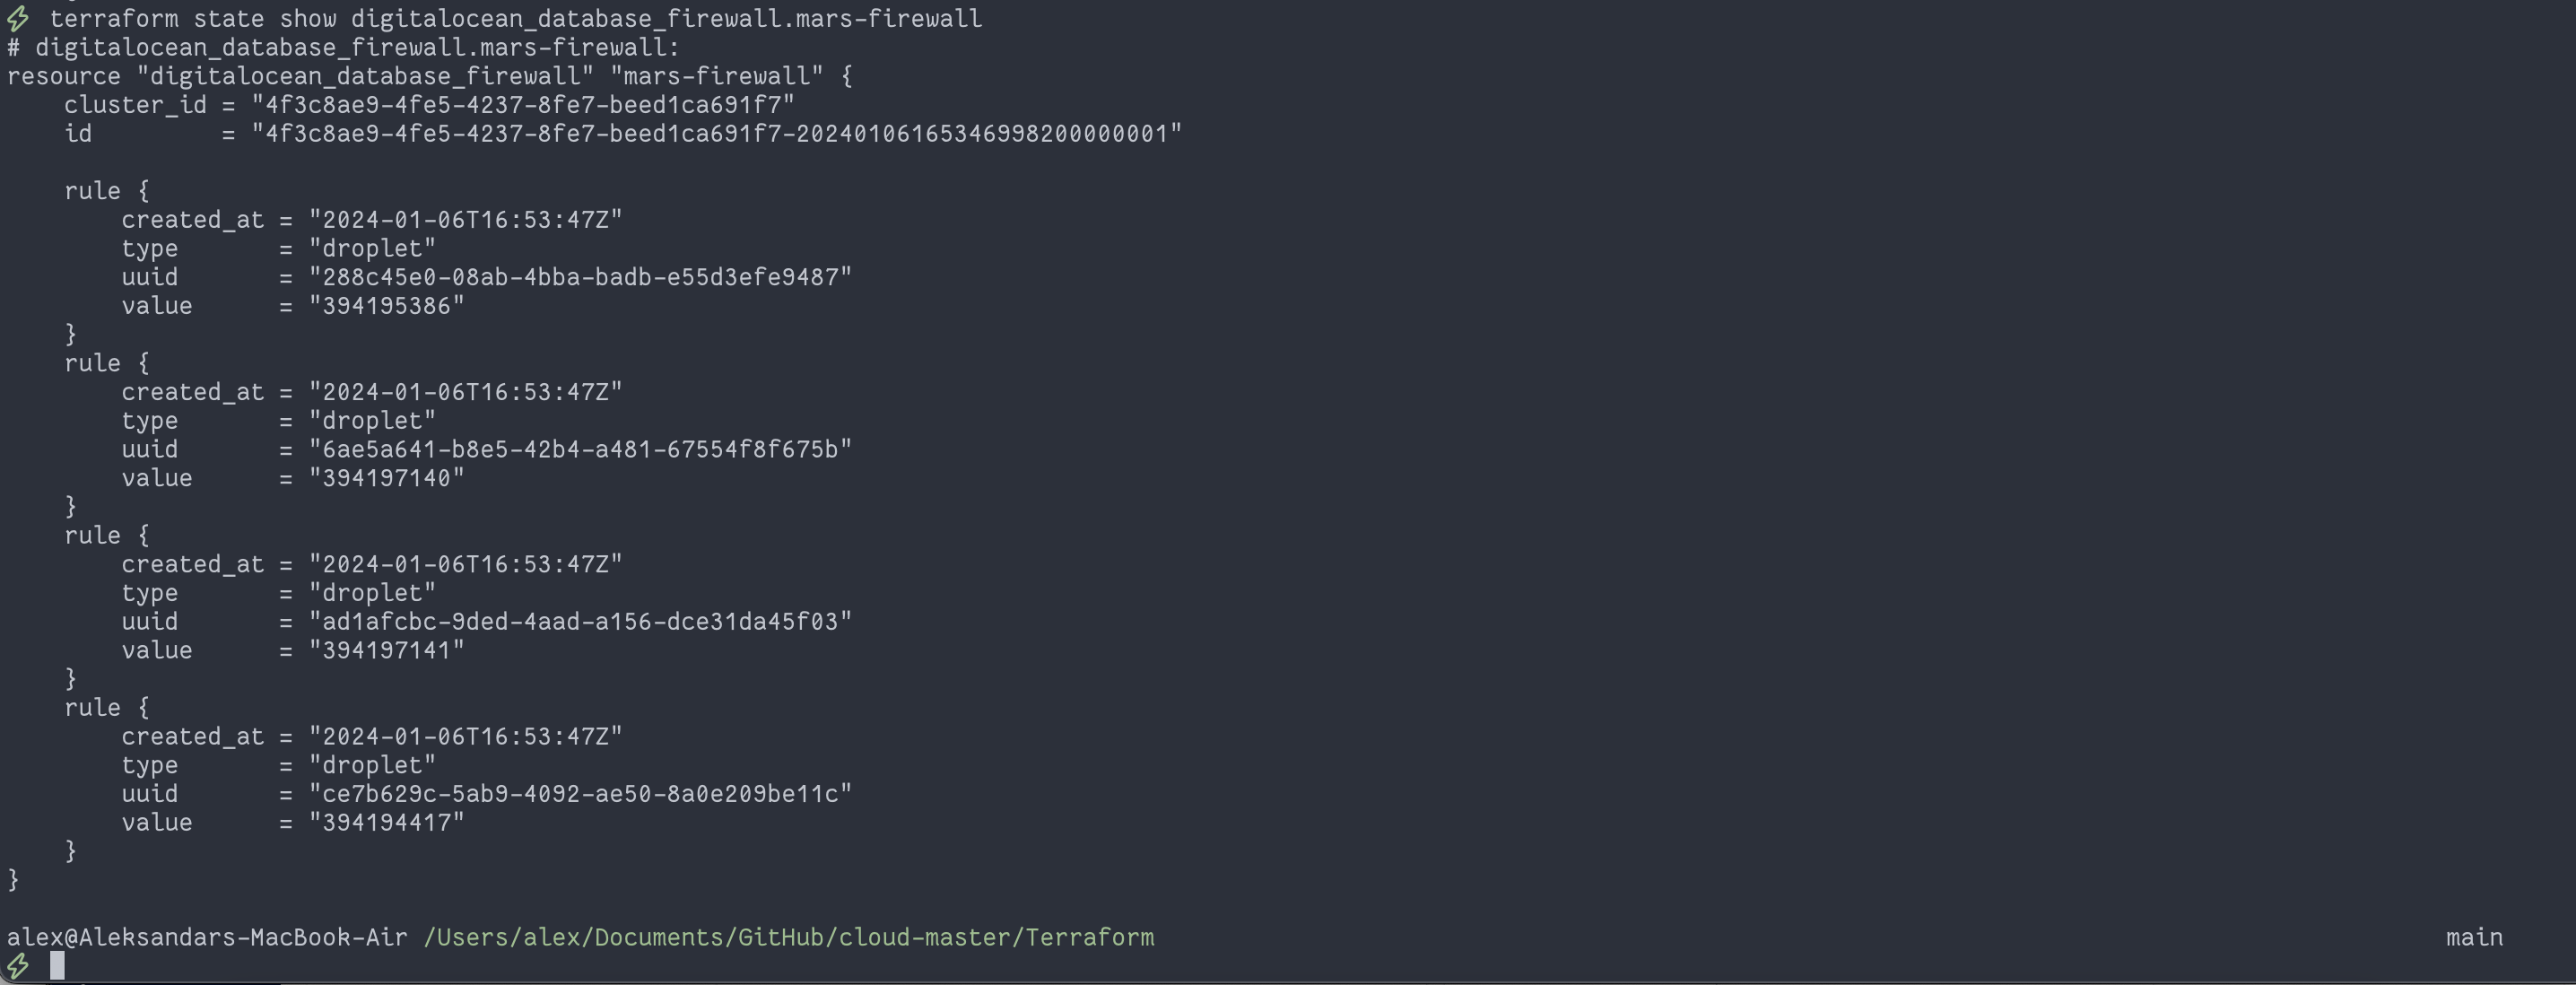 terraform state show digitalocean_database_firewall.mars-firewall
# digitalocean_database_firewall.mars-firewall:
resource "digitalocean_database_firewall" "mars-firewall" {
    cluster_id = "4f3c8ae9-4fe5-4237-8fe7-beed1ca691f7"
    id         = "4f3c8ae9-4fe5-4237-8fe7-beed1ca691f7-20240106165346998200000001"

    rule {
        created_at = "2024-01-06T16:53:47Z"
        type       = "droplet"
        uuid       = "288c45e0-08ab-4bba-badb-e55d3efe9487"
        value      = "394195386"
    }
    rule {
        created_at = "2024-01-06T16:53:47Z"
        type       = "droplet"
        uuid       = "6ae5a641-b8e5-42b4-a481-67554f8f675b"
        value      = "394197140"
    }
    rule {
        created_at = "2024-01-06T16:53:47Z"
        type       = "droplet"
        uuid       = "ad1afcbc-9ded-4aad-a156-dce31da45f03"
        value      = "394197141"
    }
    rule {
        created_at = "2024-01-06T16:53:47Z"
        type       = "droplet"
        uuid       = "ce7b629c-5ab9-4092-ae50-8a0e209be11c"
        value      = "394194417"
    }
}

alex@Aleksandars-MacBook-Air /Users/alex/Documents/GitHub/cloud-master/Terraform main